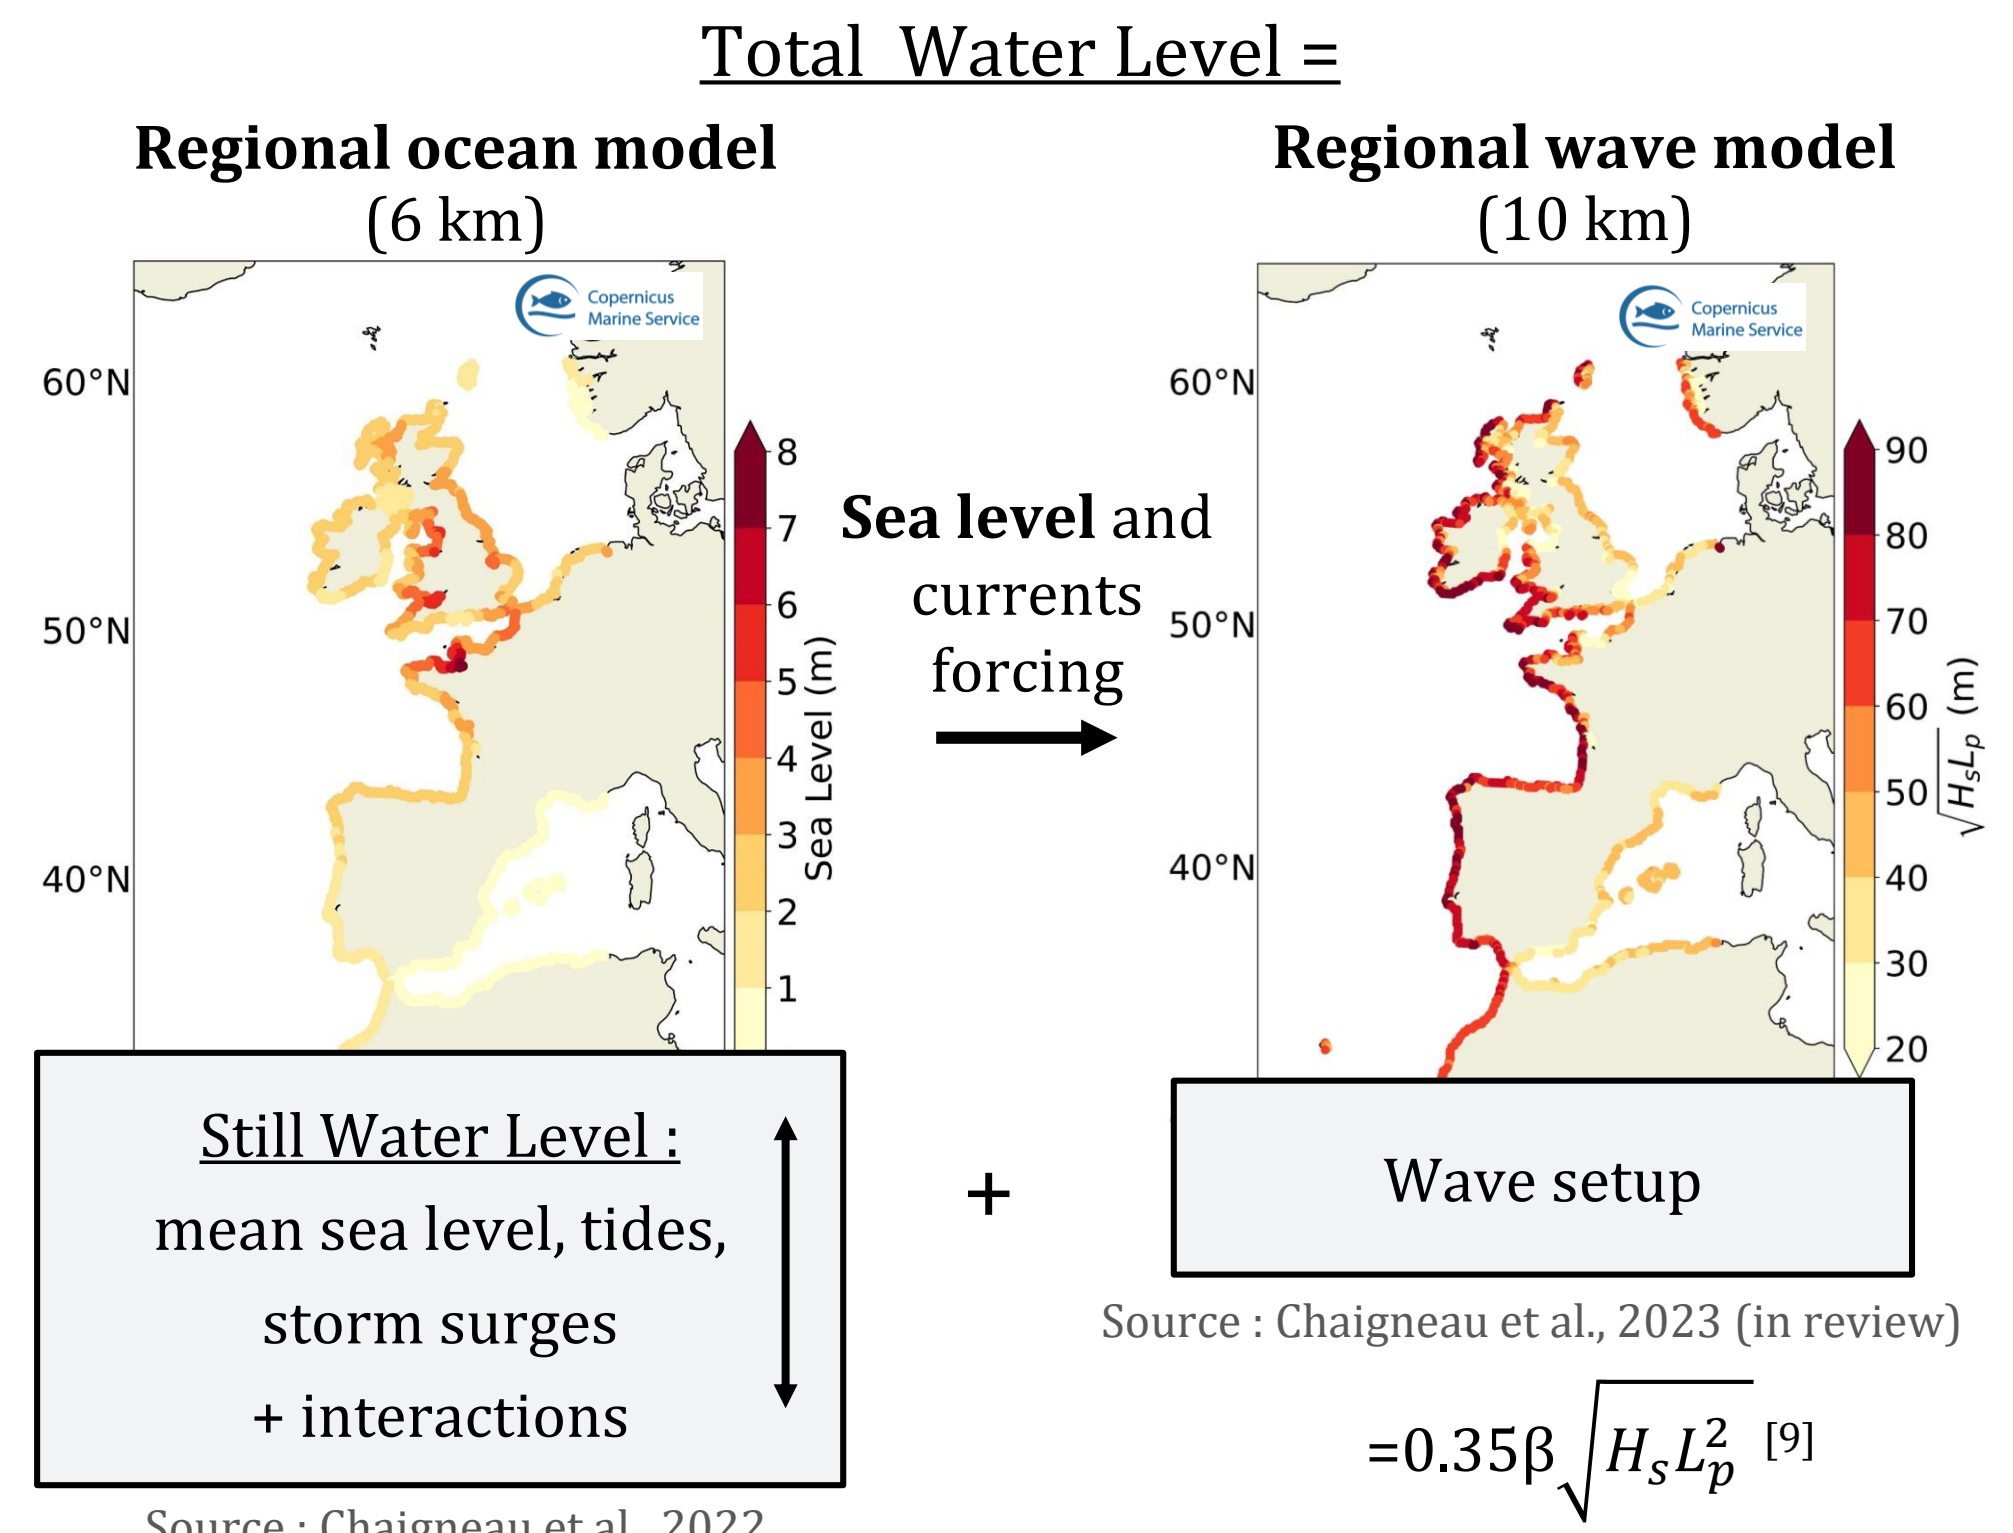 Total  Water Level =
Regional ocean model
(6 km)
Copernicus
Marine Service
60°N
50°N
40°N
8
7
6
5
4
3
2
1
Sea Level (m)
Sea level and
currents
forcing
Regional wave model
(10 km)
Copernicus
Marine Service
60°N
50°N
40°N
90
80
70
60
50
40
30
20
√HₛLₚ (m)
Still Water Level :
mean sea level, tides,
storm surges
+ interactions
Source : Chaigneau et al., 2022
+
Wave setup
Source : Chaigneau et al., 2023 (in review)
=0.35β√HₛLₚ² [9]